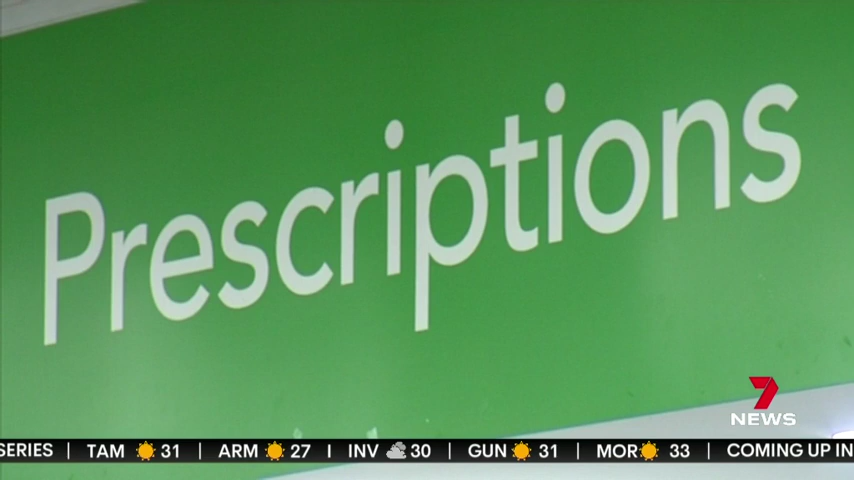 Prescriptions
7
NEWS
SERIES | TAM 31 | ARM 27 | INV 30 | GUN 31 | MOR 33 | COMING UP IN